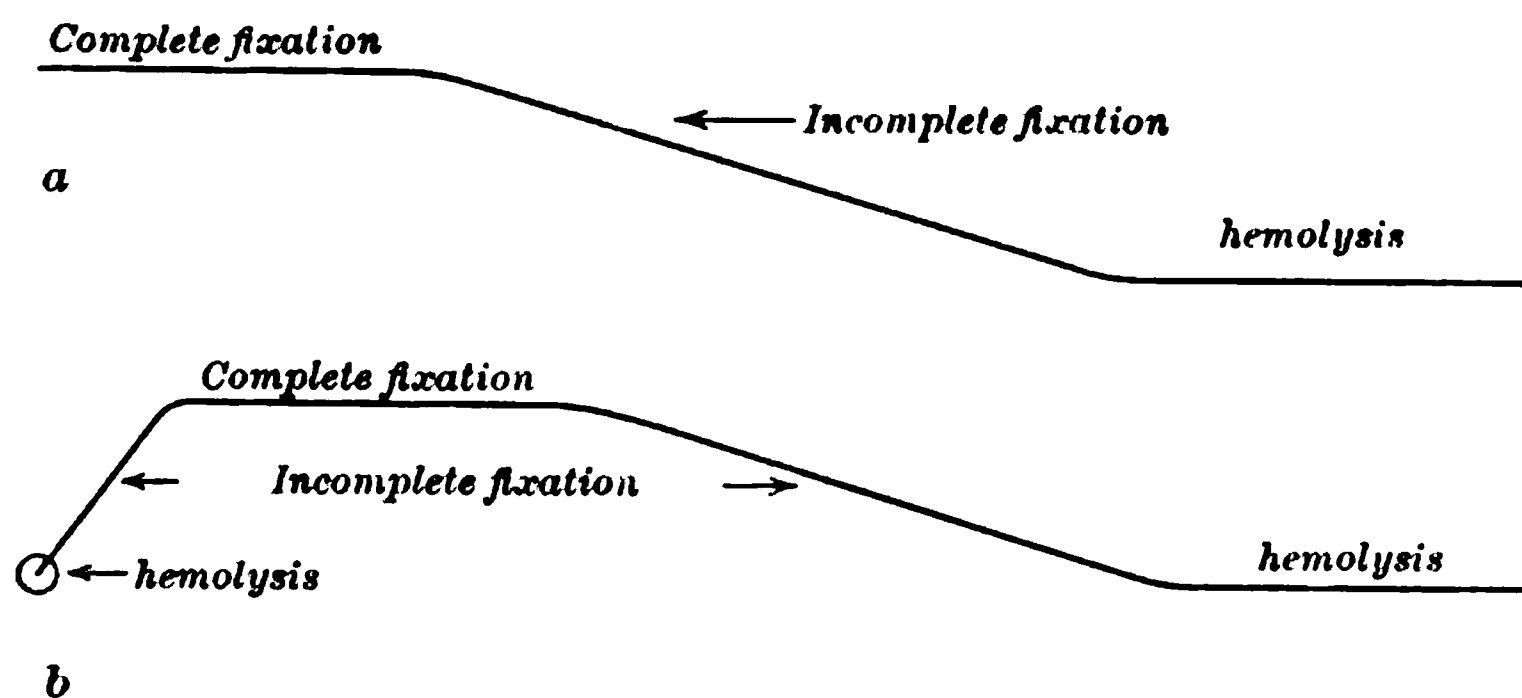 Complete fixation
Incomplete fixation
a
hemolysis
Complete fixation
Incomplete fixation
hemolysis
hemolysis
b